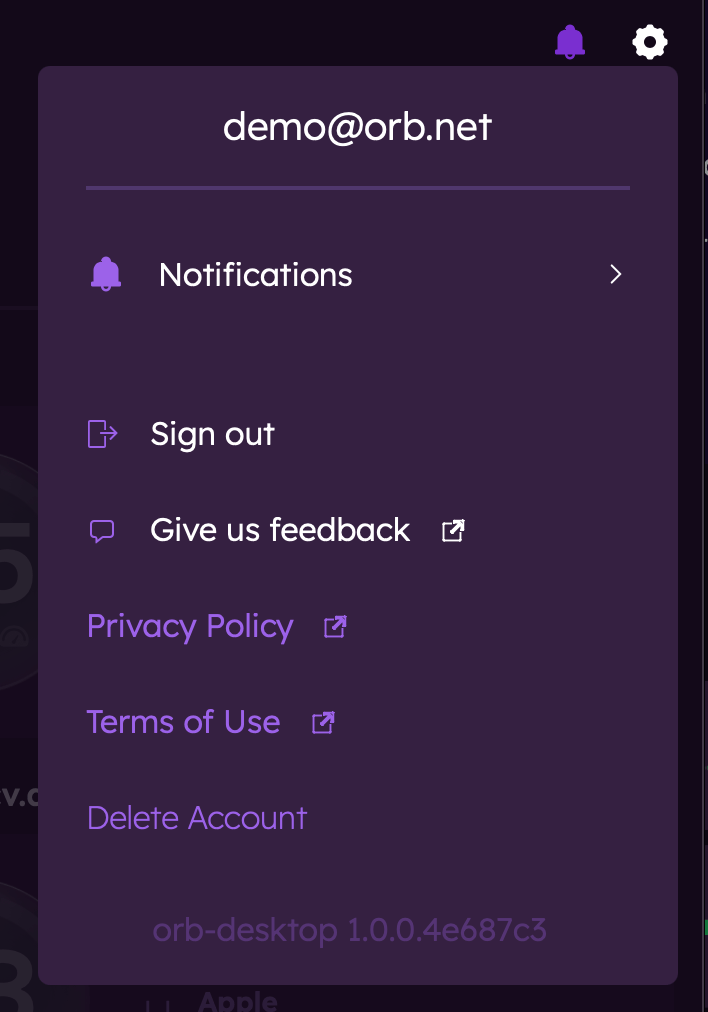 demo@orb.net
Notifications
Sign out
Give us feedback
Privacy Policy
Terms of Use
Delete Account
orb-desktop 1.0.0.4e687c3
Apple